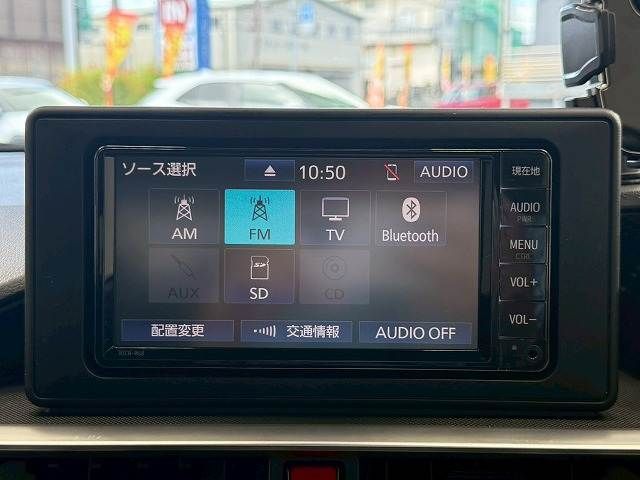 ソース選択
10:50
AUDIO
現在地
AM
FM
TV
Bluetooth
AUDIO
PWR
MENU
AUX
SD
CD
VOL+
VOL-
配置変更
交通情報
AUDIO OFF